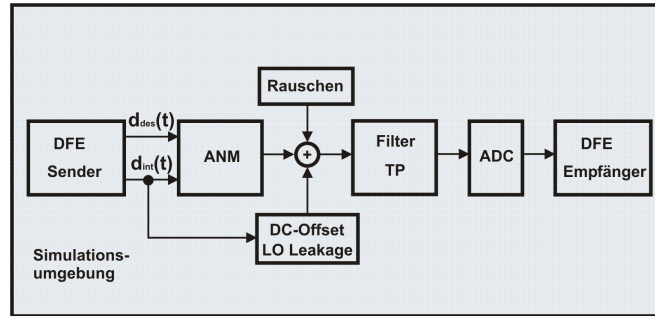 Rauschen
d_des(t)
DFE
Sender
d_int(t)
ANM
+
Filter
TP
ADC
DFE
Empfänger
DC-Offset
LO Leakage
Simulations-
umgebung